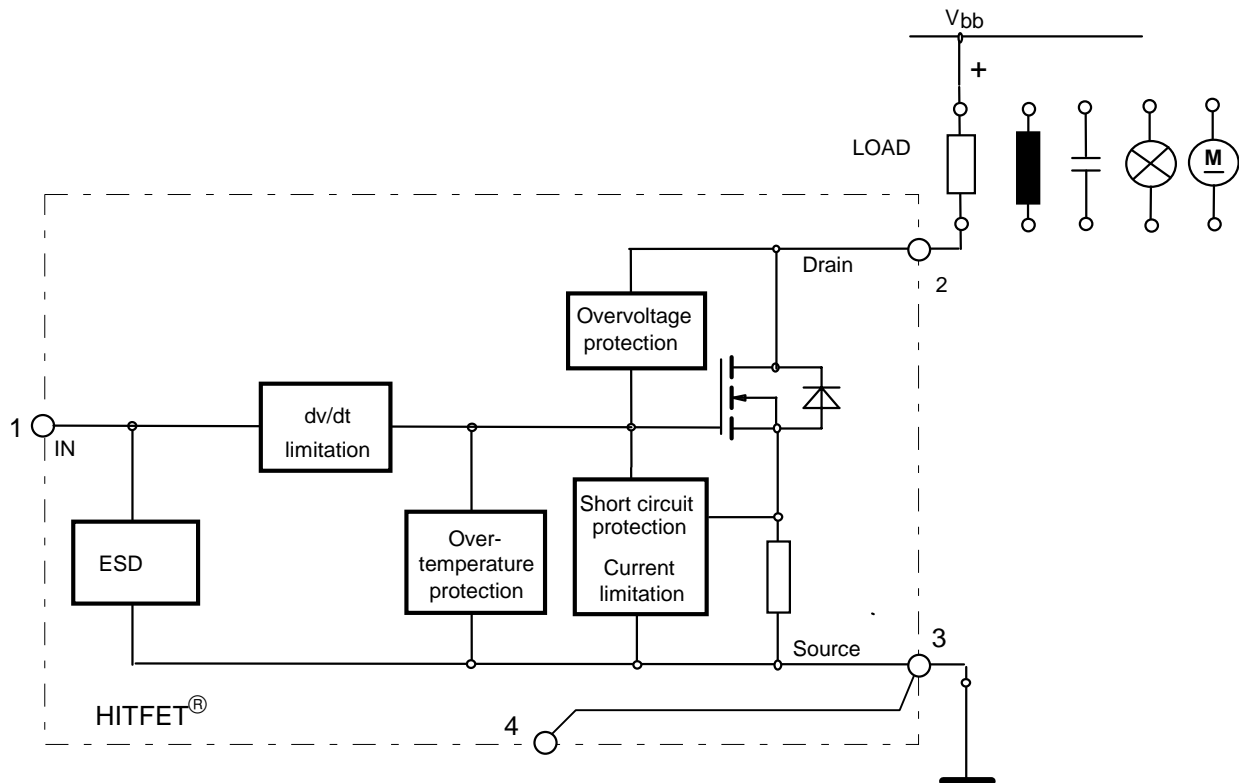 Vbb
+
LOAD
M
Drain
2
Overvoltage
protection
dv/dt
limitation
1
IN
Short circuit
protection
Current
limitation
Over-
temperature
protection
ESD
Source
3
HITFET®
4